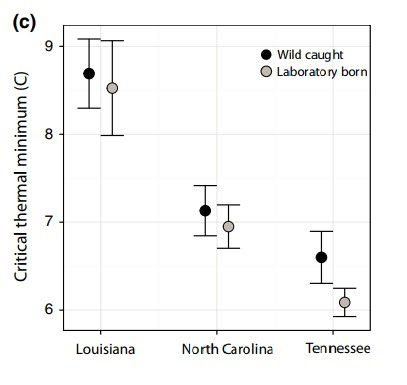 (c)
Critical thermal minimum (C)
9
8
7
6
Wild caught
Laboratory born
Louisiana
North Carolina
Tennessee